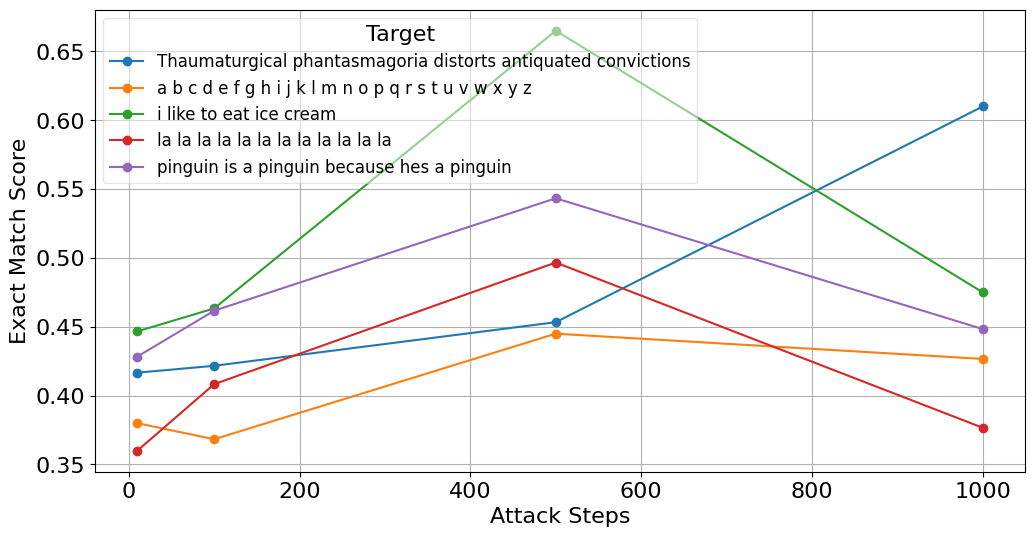 Target
Thaumaturgical phantasmagoria distorts antiquated convictions
a b c d e f g h i j k l m n o p q r s t u v w x y z
i like to eat ice cream
la la la la la la la la la la la la
pinguin is a pinguin because hes a pinguin
Exact Match Score
0.65
0.60
0.55
0.50
0.45
0.40
0.35
0 200 400 600 800 1000
Attack Steps